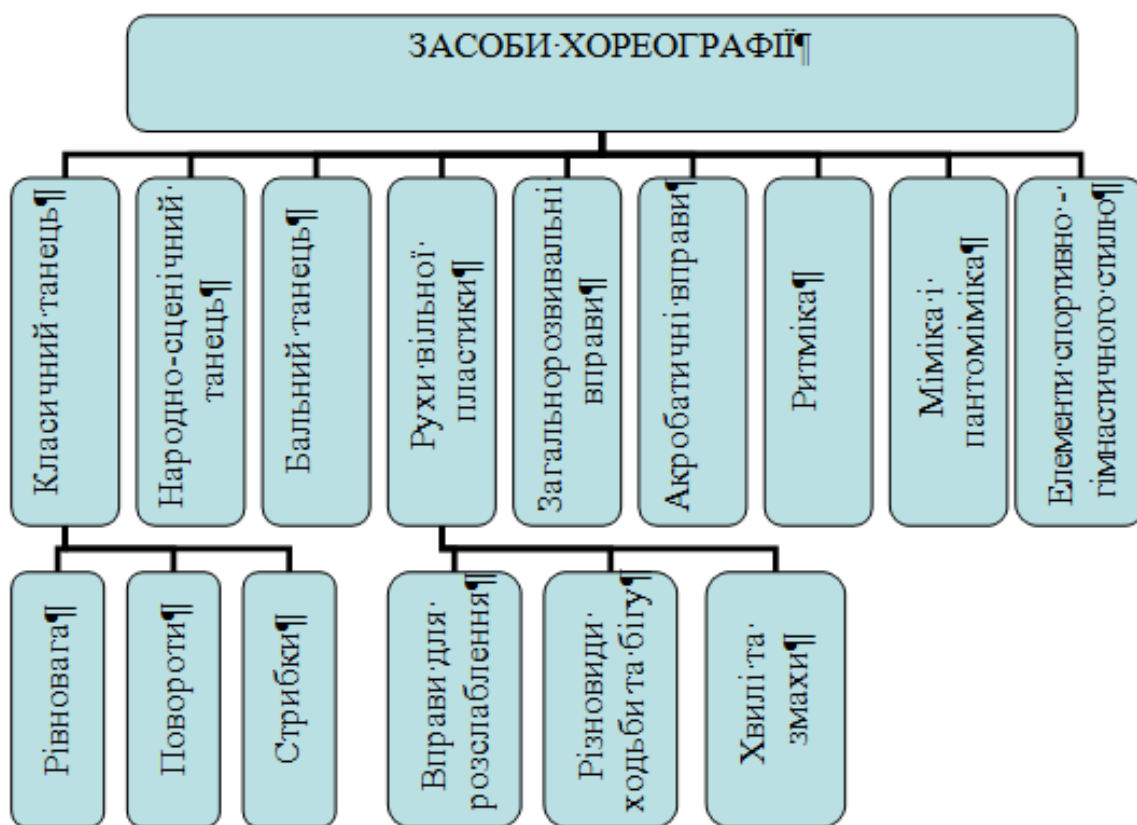 ЗАСОБИ·ХОРЕОГРАФІЇ¶
Класичний·танець¶
Народно-сценічний·
танець¶
Бальний·танець¶
Рухи·вільної·
пластики¶
Загальнорозвивальні·
вправи¶
Акробатичні·вправи¶
Ритміка¶
Міміка·і·
пантоміміка¶
Елементи·спортивно·-·
гімнастичного·стилю¶
Рівновага¶
Повороти¶
Стрибки¶
Вправи·для·
розслаблення¶
Різновиди·
ходьби·та·бігу¶
Хвилі·та·
змахи¶